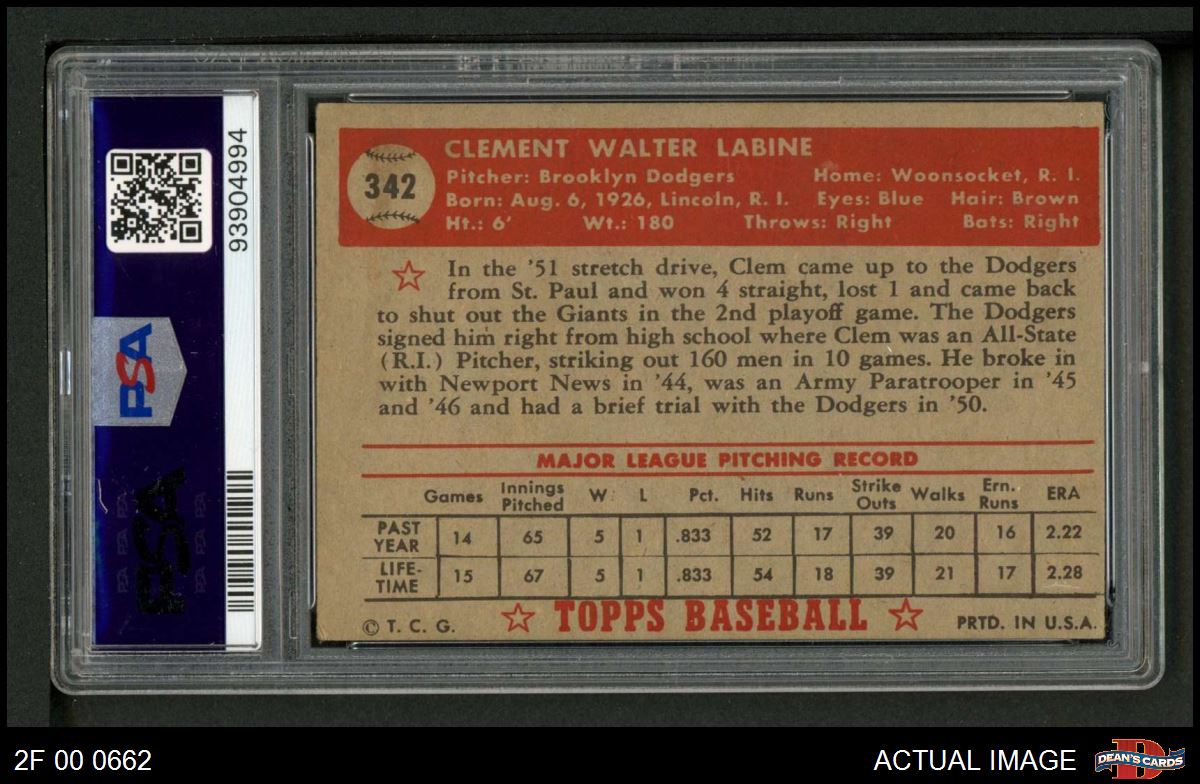 93904994
PSA
PSA
342
CLEMENT WALTER LABINE
Pitcher: Brooklyn Dodgers Home: Woonsocket, R. I.
Born: Aug. 6, 1926, Lincoln, R. I. Eyes: Blue Hair: Brown
Ht.: 6' Wt.: 180 Throws: Right Bats: Right
In the '51 stretch drive, Clem came up to the Dodgers
from St. Paul and won 4 straight, lost 1 and came back
to shut out the Giants in the 2nd playoff game. The Dodgers
signed him right from high school where Clem was an All-State
(R.I.) Pitcher, striking out 160 men in 10 games. He broke in
with Newport News in '44, was an Army Paratrooper in '45
and '46 and had a brief trial with the Dodgers in '50.
MAJOR LEAGUE PITCHING RECORD
Games Innings Pitched W L Pct. Hits Runs Strike Outs Walks Ern. Runs ERA
PAST YEAR 14 65 5 1 .833 52 17 39 20 16 2.22
LIFE-TIME 15 67 5 1 .833 54 18 39 21 17 2.28
© T. C. G. TOPPS BASEBALL PRTD. IN U.S.A.
2F 00 0662 ACTUAL IMAGE DEAN'S CARDS